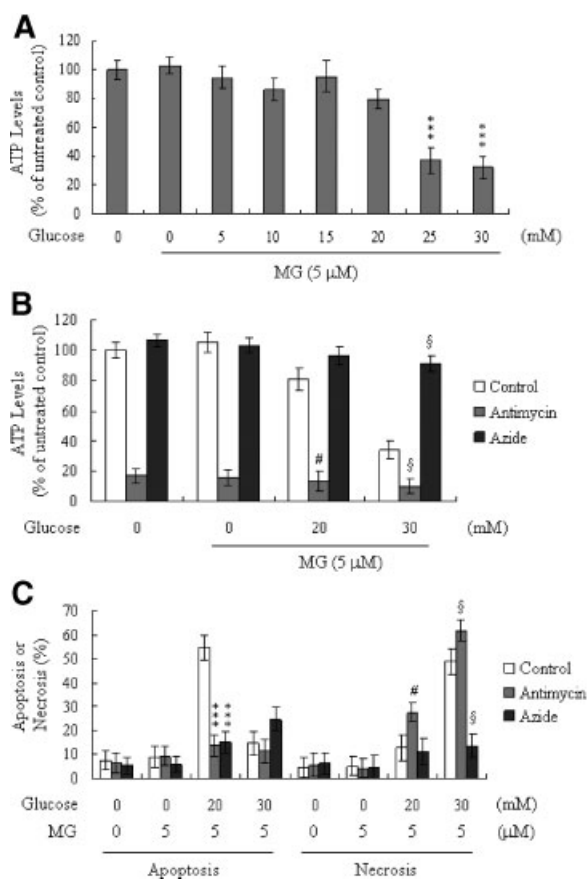 A
ATP Levels
(% of untreated control)
120
100
80
60
40
20
0
***
***
Glucose 0 0 5 10 15 20 25 30 (mM)
MG (5 μM)
B
ATP Levels
(% of untreated control)
120
100
80
60
40
20
0
#
§
§
Control
Antimycin
Azide
Glucose 0 0 20 30 (mM)
MG (5 μM)
C
Apoptosis or
Necrosis (%)
70
60
50
40
30
20
10
0
***
***
#
§
§
Control
Antimycin
Azide
Glucose 0 0 20 30 0 0 20 30 (mM)
MG 0 5 5 5 0 5 5 5 (μM)
Apoptosis Necrosis